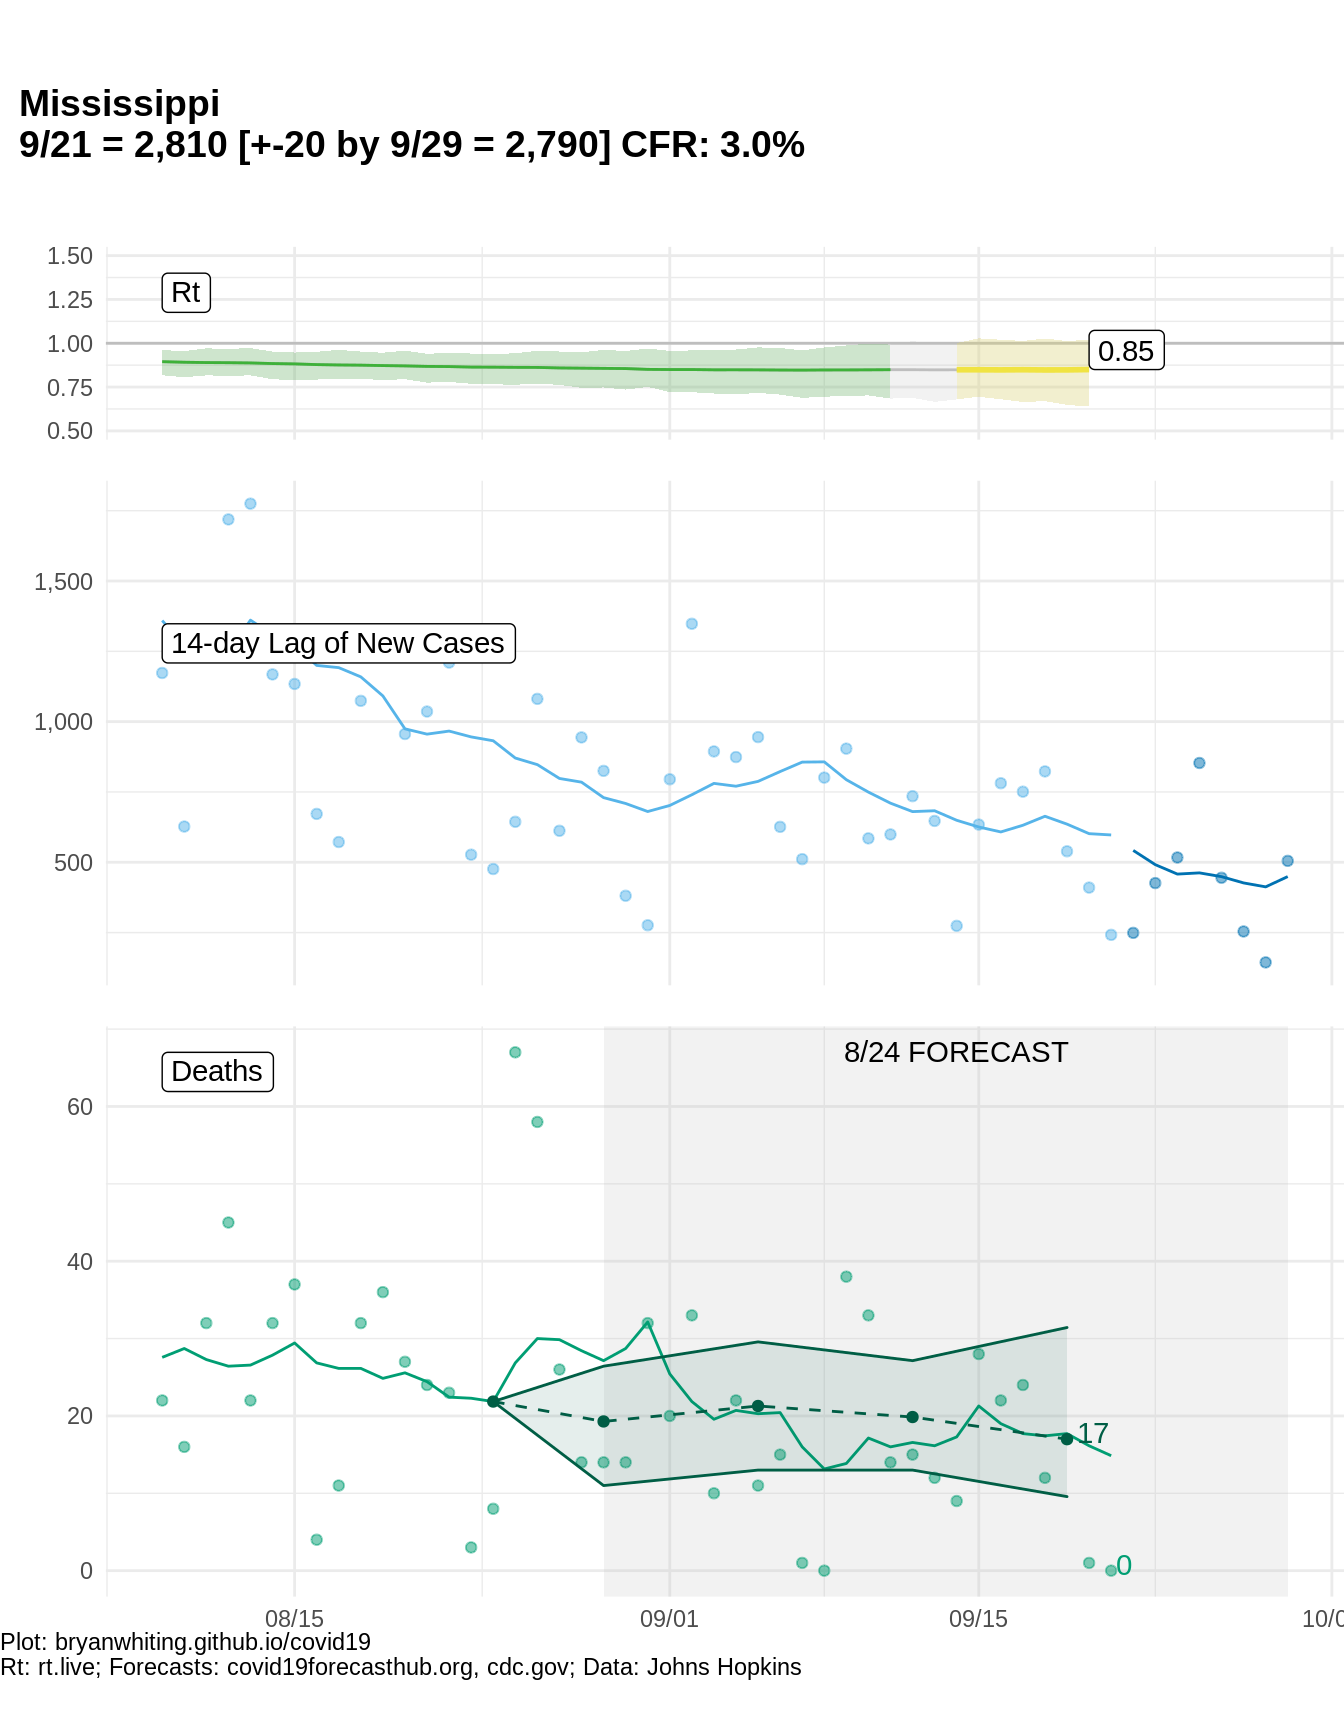 Mississippi
9/21 = 2,810 [+-20 by 9/29 = 2,790] CFR: 3.0%
1.50
1.25
1.00
0.75
0.50
Rt
0.85
1,500
1,000
500
14-day Lag of New Cases
8/24 FORECAST
Deaths
60
40
20
0
17
0
08/15
09/01
09/15
10/0
Plot: bryanwhiting.github.io/covid19
Rt: rt.live; Forecasts: covid19forecasthub.org, cdc.gov; Data: Johns Hopkins